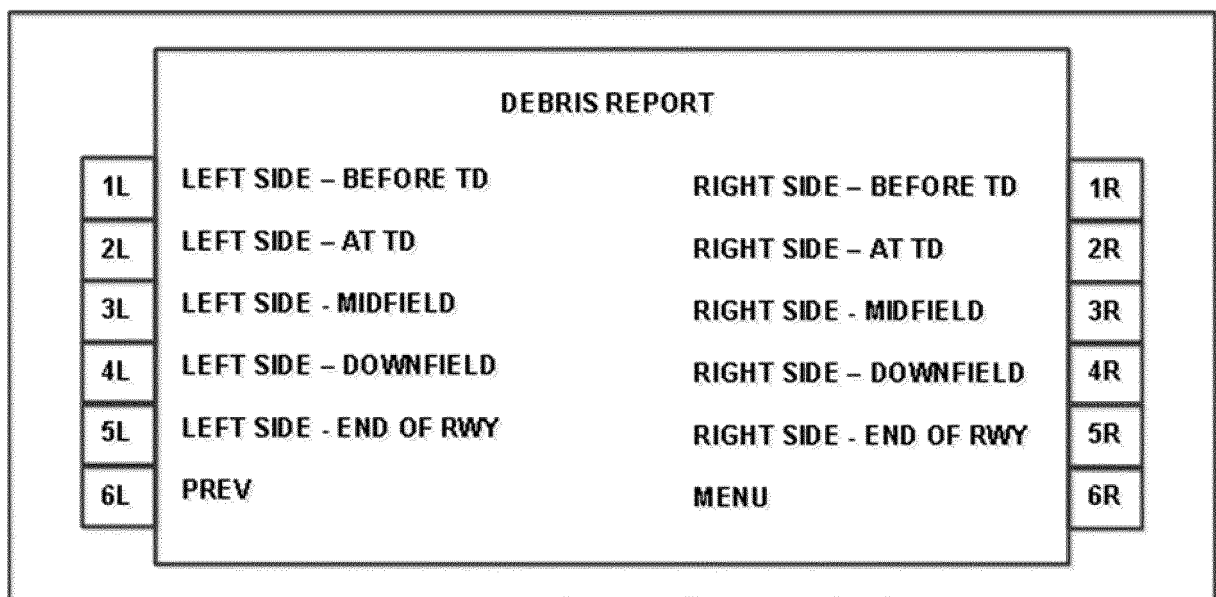 DEBRIS REPORT
1L LEFT SIDE – BEFORE TD RIGHT SIDE – BEFORE TD 1R
2L LEFT SIDE – AT TD RIGHT SIDE – AT TD 2R
3L LEFT SIDE - MIDFIELD RIGHT SIDE - MIDFIELD 3R
4L LEFT SIDE – DOWNFIELD RIGHT SIDE – DOWNFIELD 4R
5L LEFT SIDE - END OF RWY RIGHT SIDE - END OF RWY 5R
6L PREV MENU 6R